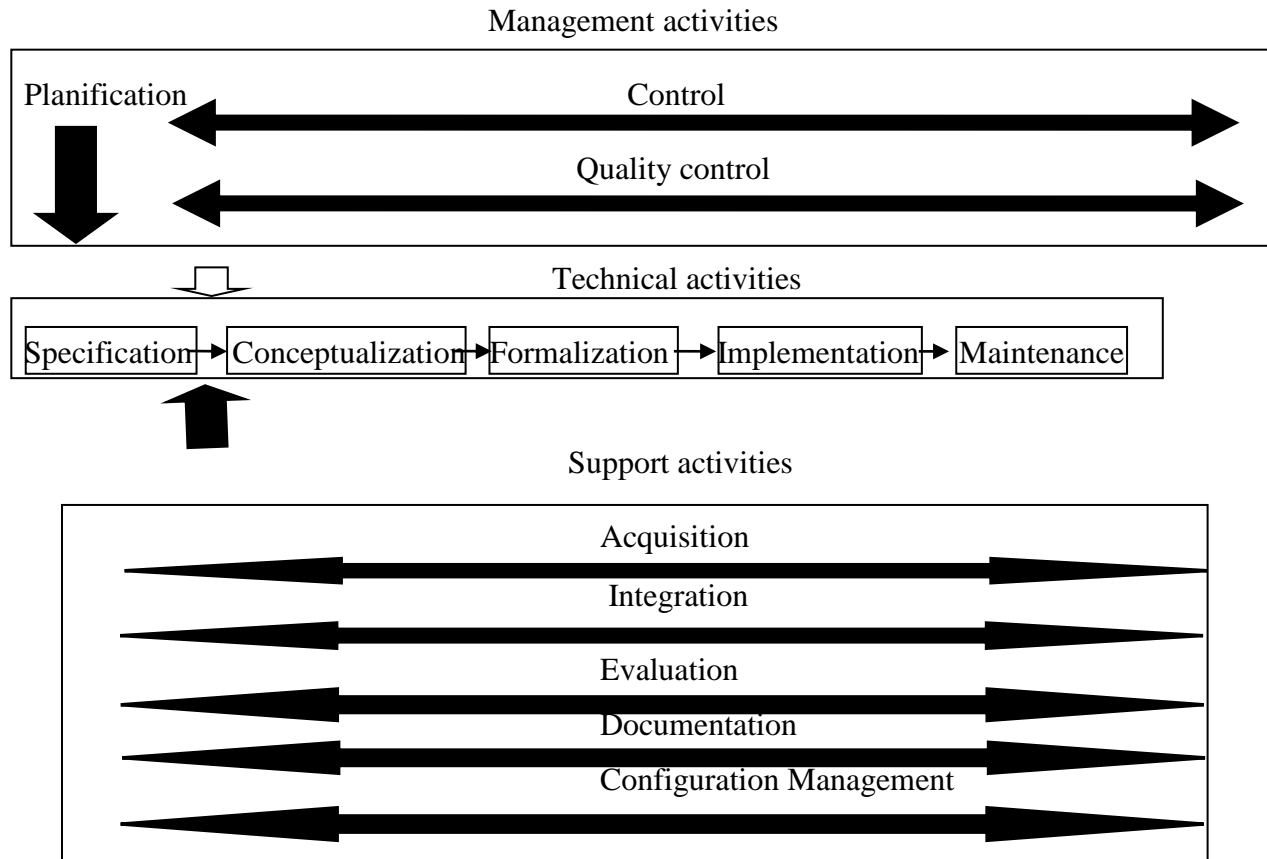 Management activities
Planification
Control
Quality control
Technical activities
Specification
Conceptualization
Formalization
Implementation
Maintenance
Support activities
Acquisition
Integration
Evaluation
Documentation
Configuration Management